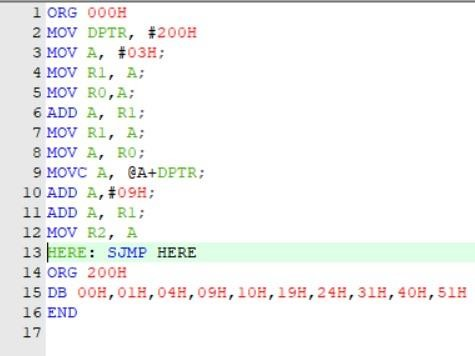 1 ORG 000H
2 MOV DPTR, #200H
3 MOV A, #03H;
4 MOV R1, A;
5 MOV R0,A;
6 ADD A, R1;
7 MOV R1, A;
8 MOV A, R0;
9 MOVC A, @A+DPTR;
10 ADD A,#09H;
11 ADD A, R1;
12 MOV R2, A
13 HERE: SJMP HERE
14 ORG 200H
15 DB 00H,01H,04H,09H,10H,19H,24H,31H,40H,51H
16 END
17